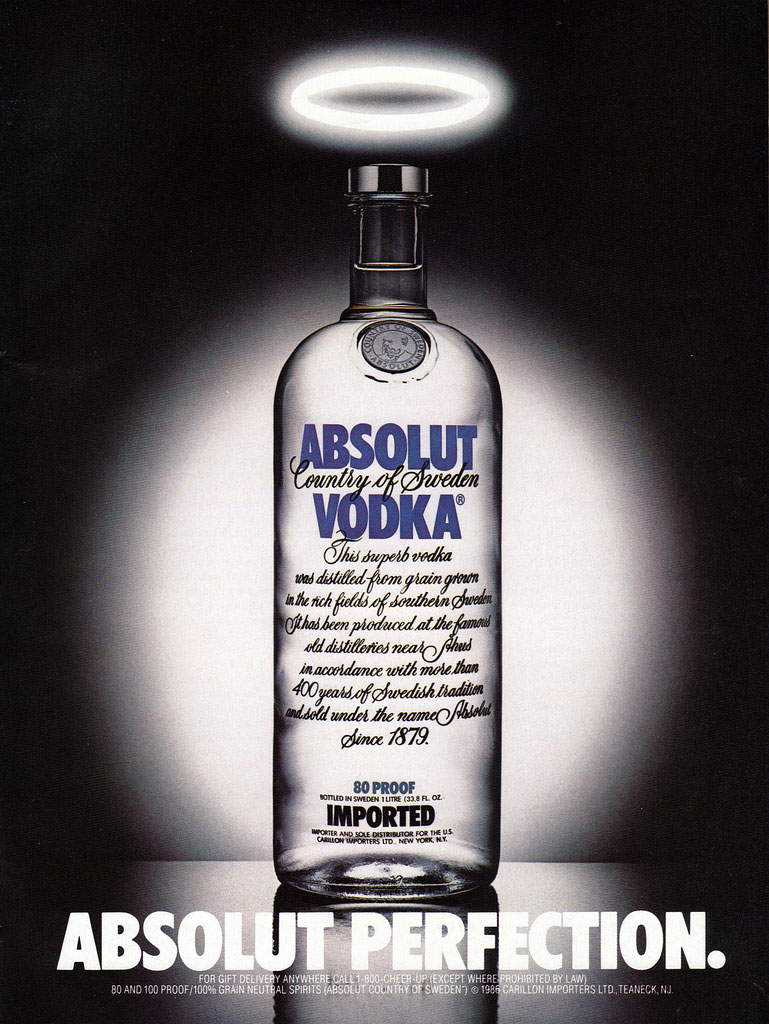 COUNTRY OF SWEDEN
ABSOLUT
ABSOLUT
Country of Sweden
VODKA®
This superb vodka
was distilled from grain grown
in the rich fields of southern Sweden
It has been produced at the famous
old distilleries near Åhus
in accordance with more than
400 years of Swedish tradition
and sold under the name Absolut
Since 1879.
80 PROOF
BOTTLED IN SWEDEN 1 LITRE (33.8 FL. OZ.
IMPORTED
IMPORTER AND SOLE DISTRIBUTOR FOR THE U.S.
CARILLON IMPORTERS LTD., NEW YORK, N.Y.
ABSOLUT PERFECTION.
FOR GIFT DELIVERY ANYWHERE CALL 1-800-CHEER-UP (EXCEPT WHERE PROHIBITED BY LAW)
80 AND 100 PROOF/100% GRAIN NEUTRAL SPIRITS (ABSOLUT COUNTRY OF SWEDEN™) © 1986 CARILLON IMPORTERS LTD., TEANECK, NJ.